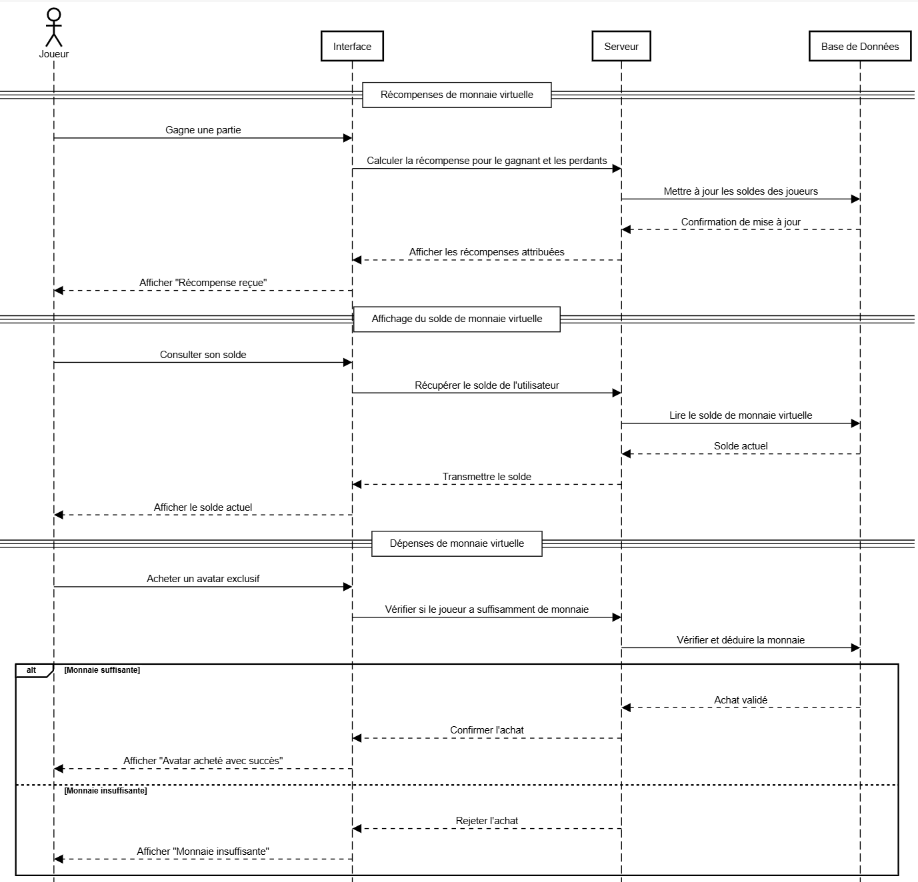 Joueur
Interface
Serveur
Base de Données
Récompenses de monnaie virtuelle
Gagne une partie
Calculer la récompense pour le gagnant et les perdants
Mettre à jour les soldes des joueurs
Confirmation de mise à jour
Afficher les récompenses attribuées
Afficher "Récompense reçue"
Affichage du solde de monnaie virtuelle
Consulter son solde
Récupérer le solde de l'utilisateur
Lire le solde de monnaie virtuelle
Solde actuel
Transmettre le solde
Afficher le solde actuel
Dépenses de monnaie virtuelle
Acheter un avatar exclusif
Vérifier si le joueur a suffisamment de monnaie
Vérifier et déduire la monnaie
alt [Monnaie suffisante]
Achat validé
Confirmer l'achat
Afficher "Avatar acheté avec succès"
[Monnaie insuffisante]
Rejeter l'achat
Afficher "Monnaie insuffisante"